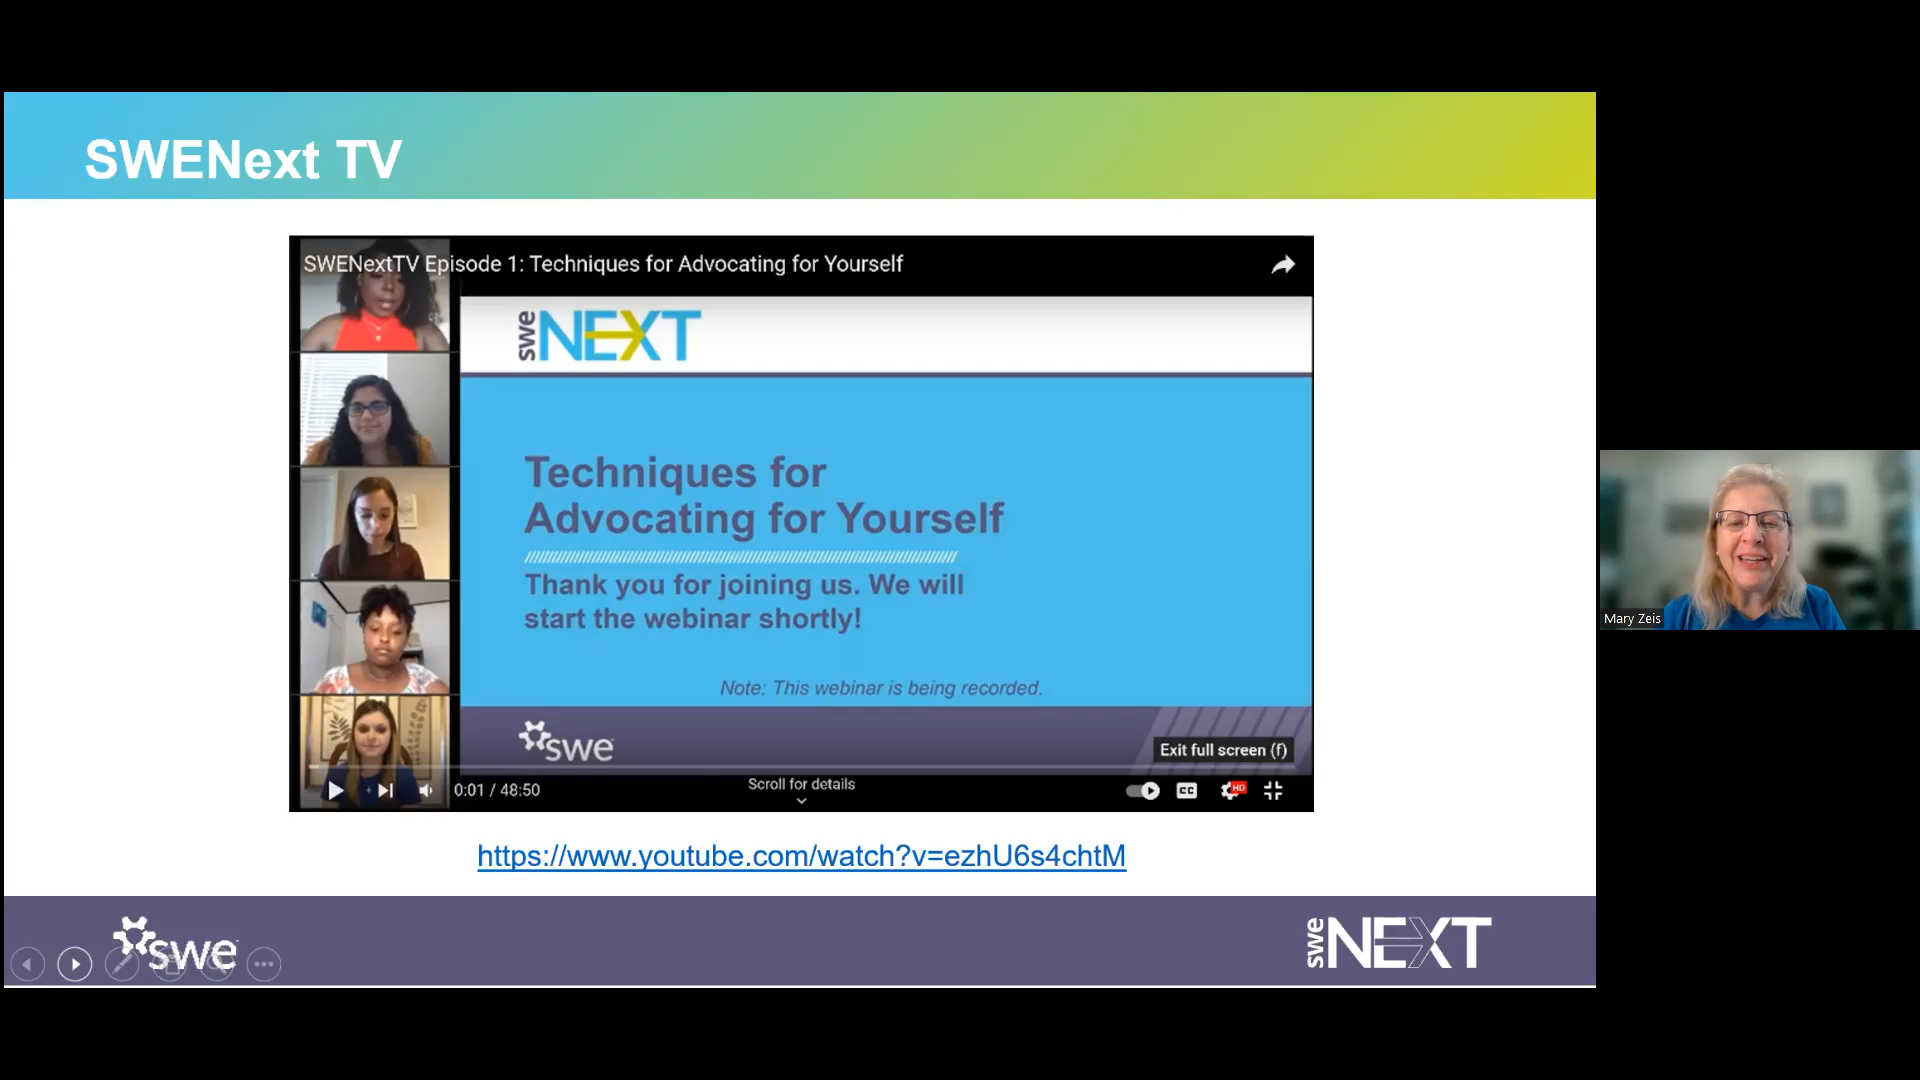 SWENext TV
SWENextTV Episode 1: Techniques for Advocating for Yourself
swe NEXT
Techniques for
Advocating for Yourself
Thank you for joining us. We will
start the webinar shortly!
Note: This webinar is being recorded.
swe
Exit full screen (f)
0:01 / 48:50
Scroll for details
CC
HD
https://www.youtube.com/watch?v=ezhU6s4chtM
swe
swe NEXT
Mary Zeis